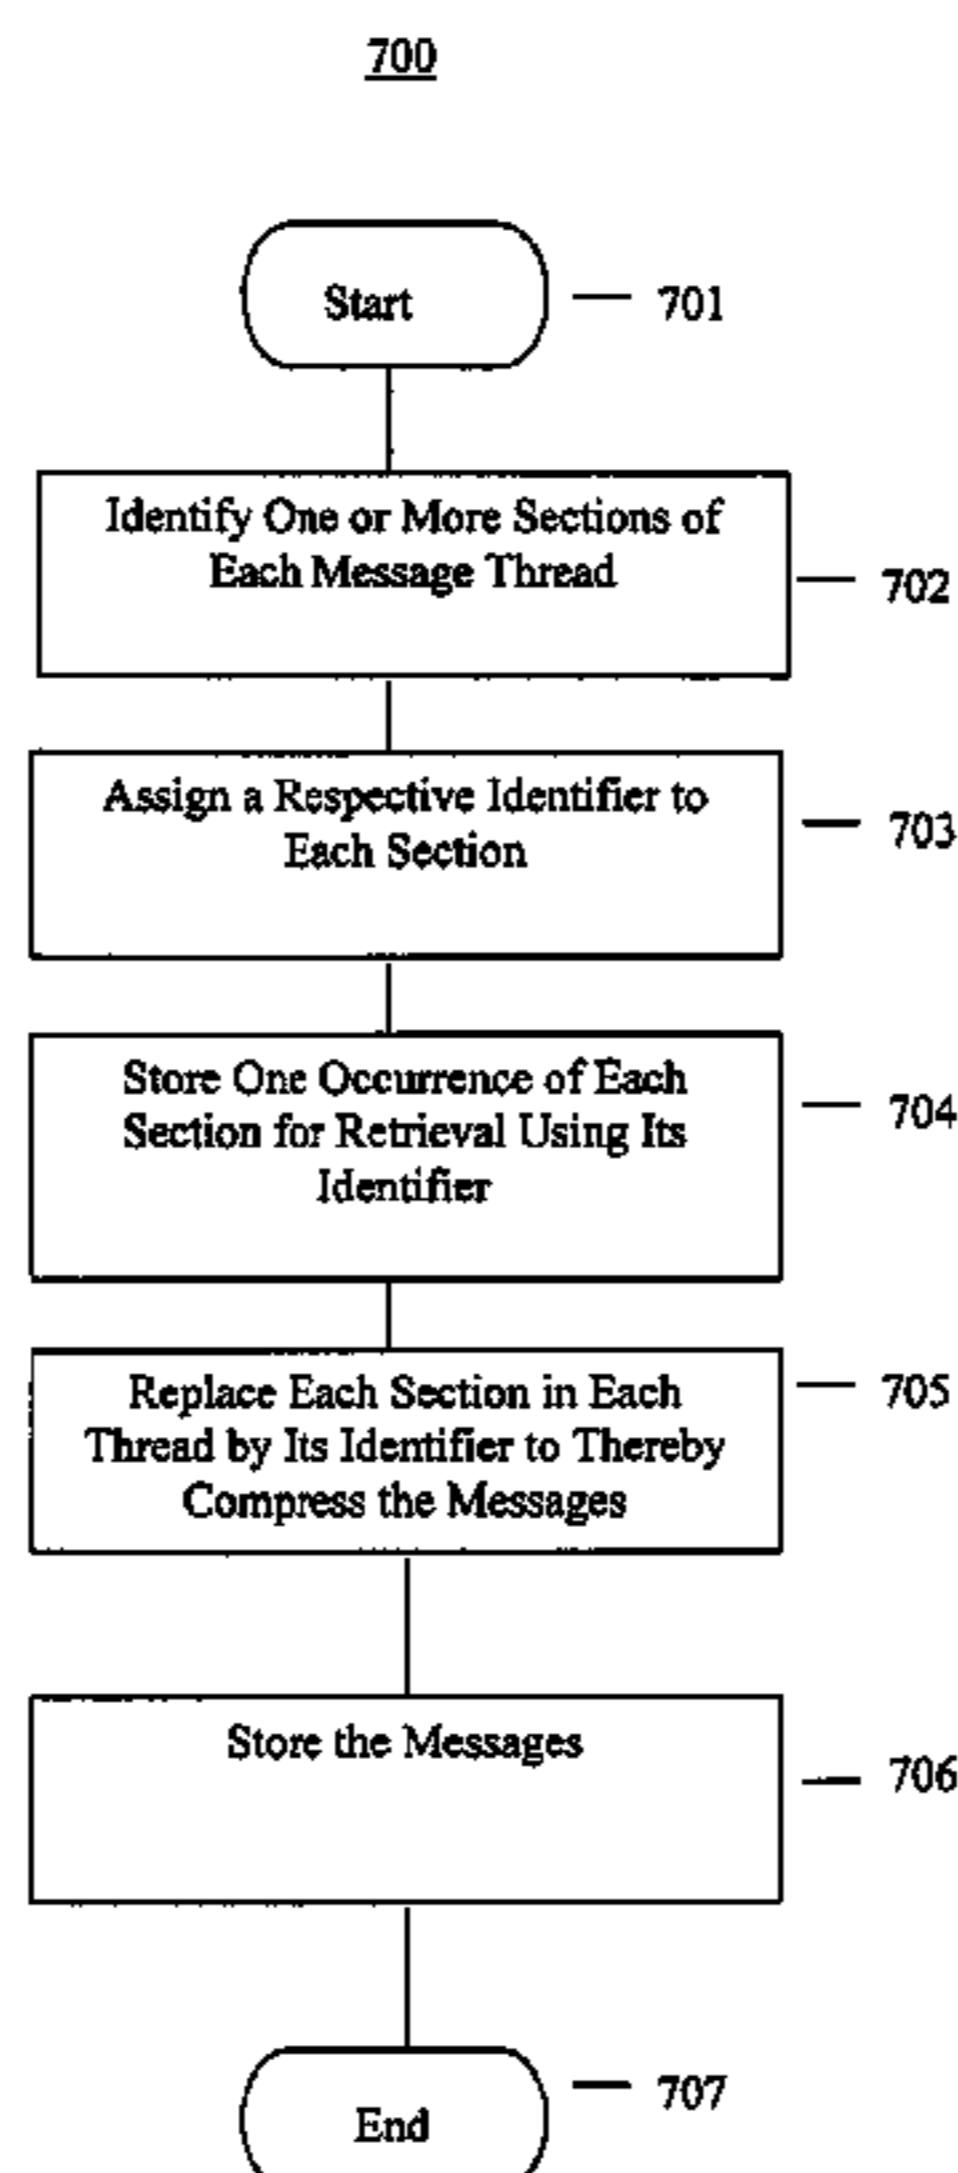 700
Start
701
Identify One or More Sections of
Each Message Thread
702
Assign a Respective Identifier to
Each Section
703
Store One Occurrence of Each
Section for Retrieval Using Its
Identifier
704
Replace Each Section in Each
Thread by Its Identifier to Thereby
Compress the Messages
705
Store the Messages
706
End
707